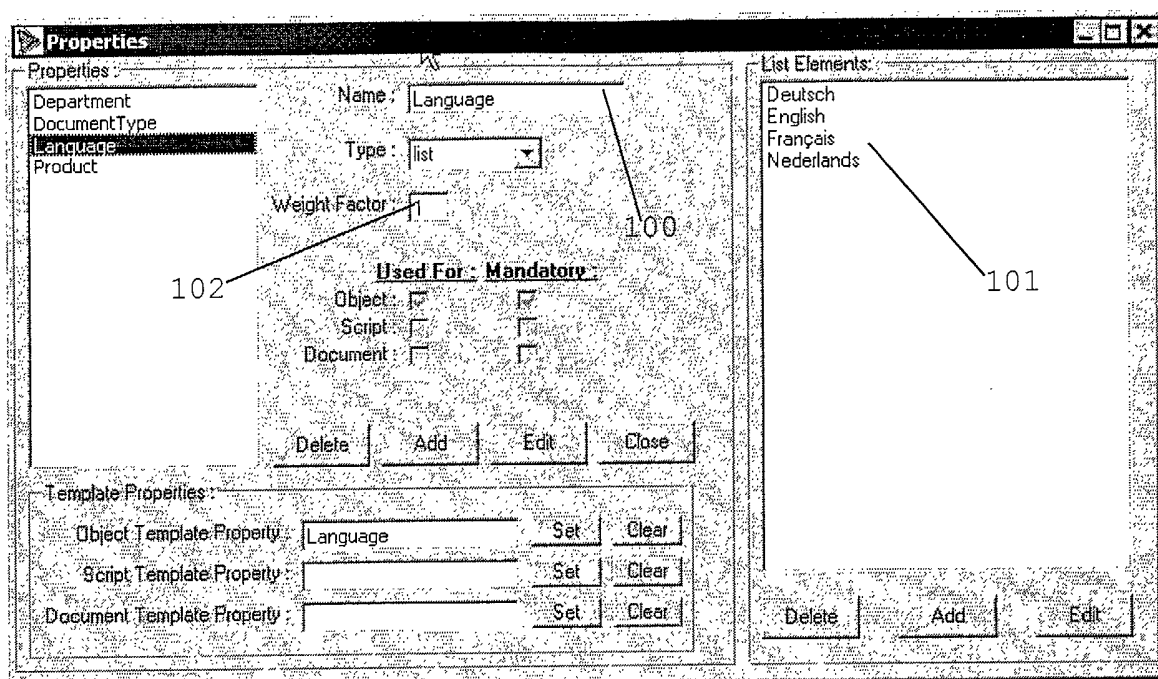 Properties
Properties :
Department
DocumentType
Language
Product
Name : Language
Type : list
Weight Factor : 1
100
102
Used For : Mandatory :
Object :
Script :
Document :
Delete Add Edit Close
Template Properties :
Object Template Property : Language Set Clear
Script Template Property : Set Clear
Document Template Property : Set Clear
List Elements:
Deutsch
English
Français
Nederlands
101
Delete Add Edit